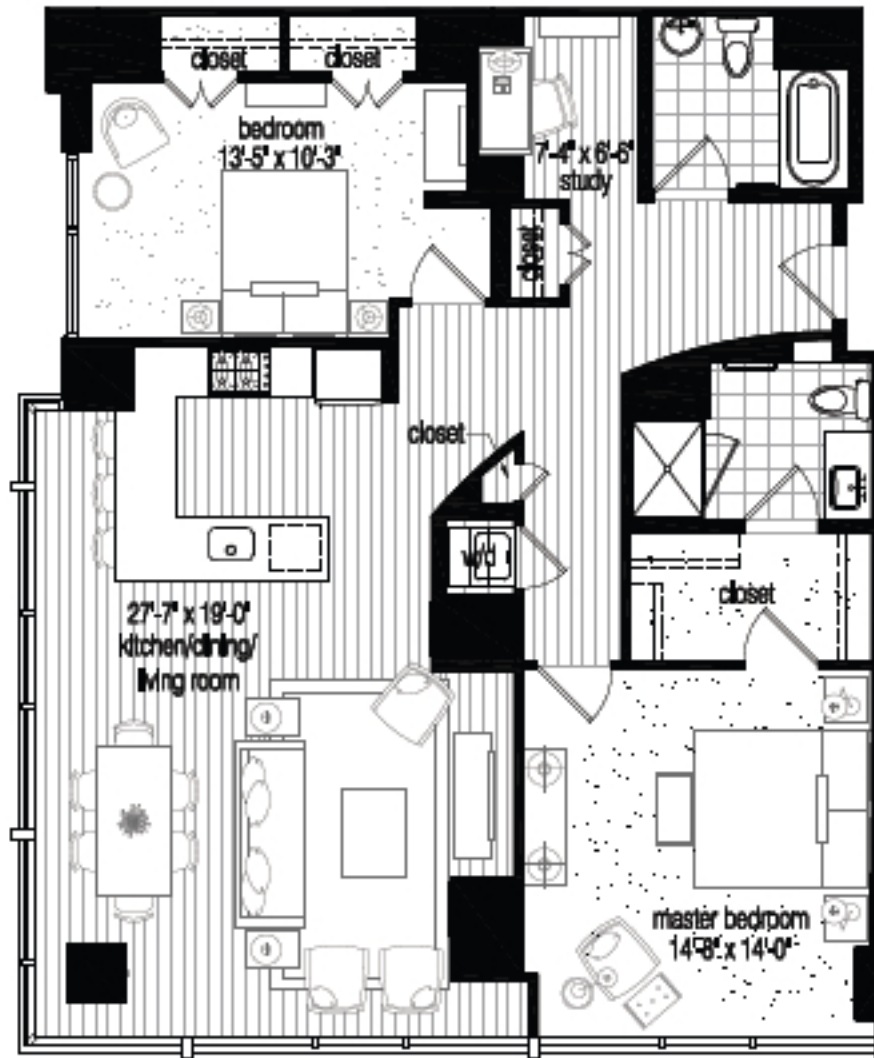 closet closet
bedroom
13'-5" x 10'-3"
7'-4" x 6'-6"
study
closet
closet
w/d
closet
27'-7" x 19'-0"
kitchen/dining/
living room
master bedroom
14'-8" x 14'-0"